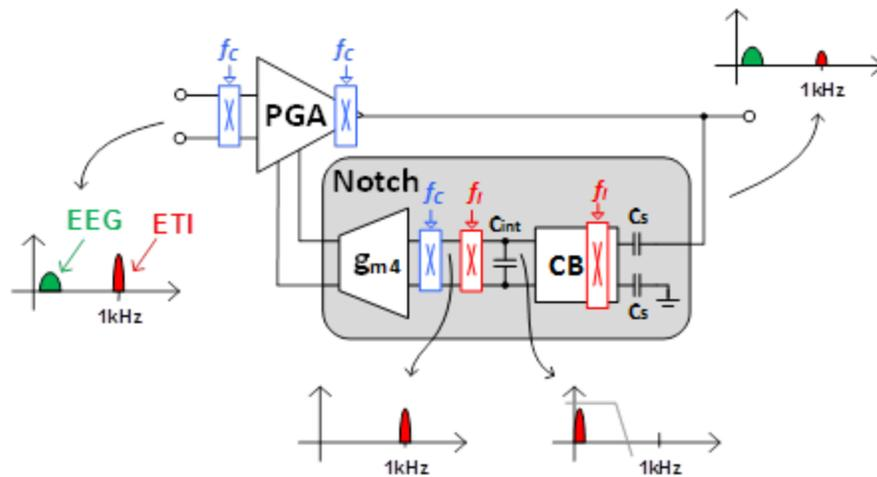 fC
fC
1kHz
PGA
Notch
fC
fI
fI
Cint
CS
EEG
ETI
gm4
CB
CS
1kHz
1kHz
1kHz